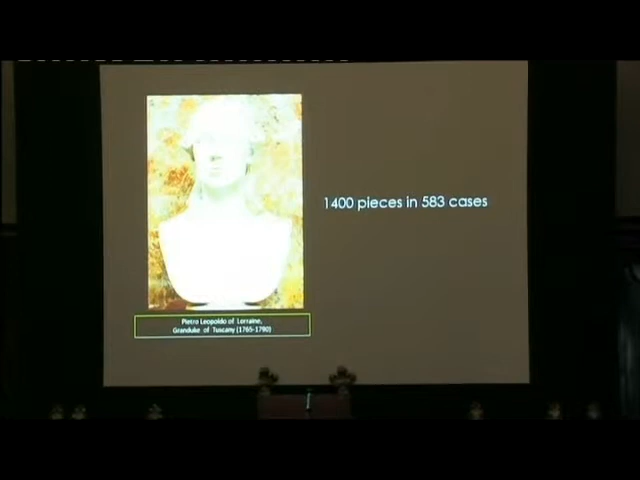 1400 pieces in 583 cases
Pietro Leopoldo of Lorraine,
Granduke of Tuscany (1765-1790)